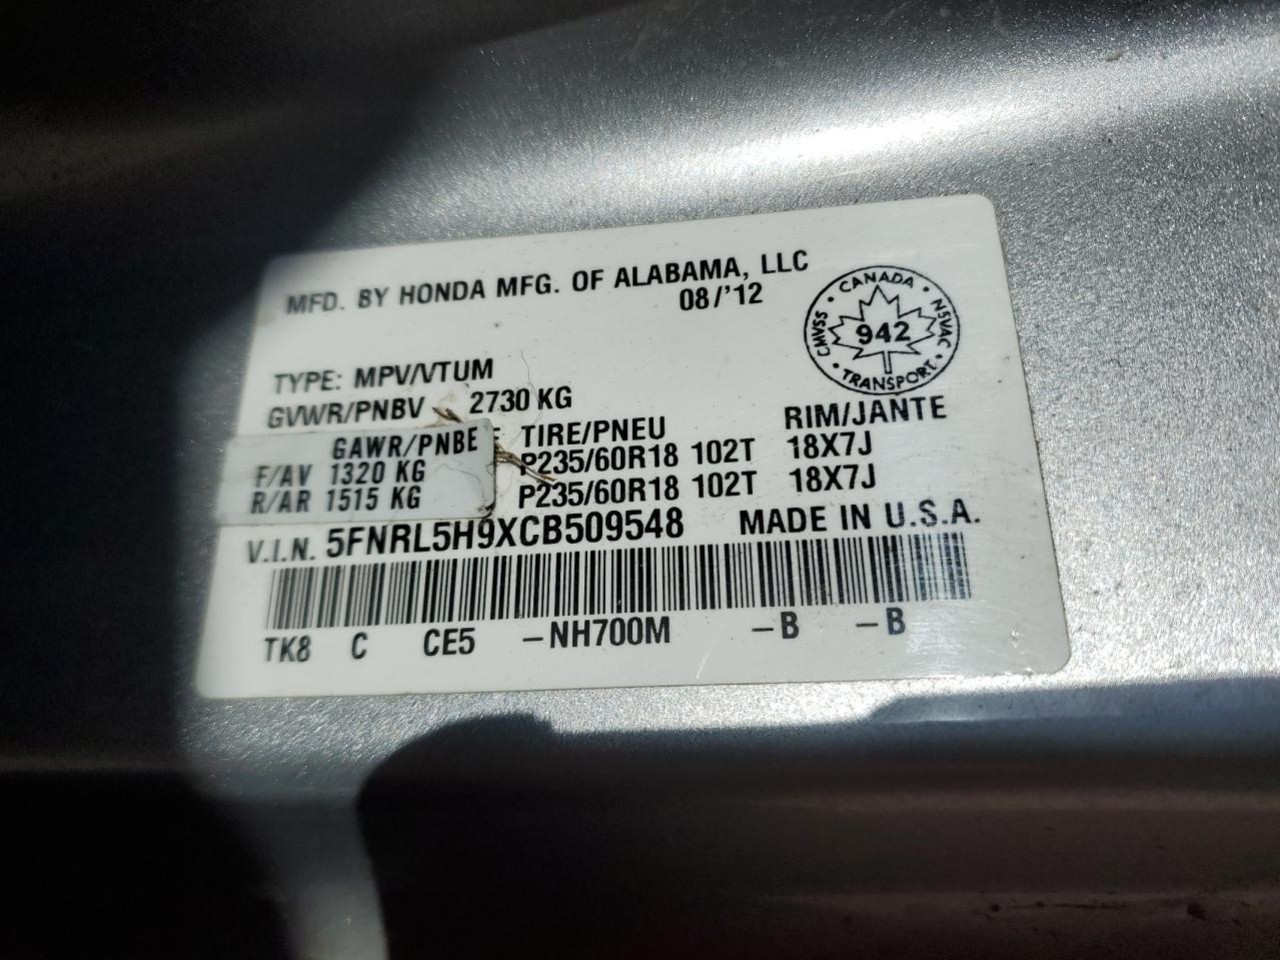 MFD. BY HONDA MFG. OF ALABAMA, LLC
08/'12
CANADA
CMVSS 942 NSVAC
TRANSPORT
TYPE: MPV/VTUM
GVWR/PNBV 2730 KG
GAWR/PNBE TIRE/PNEU RIM/JANTE
F/AV 1320 KG P235/60R18 102T 18X7J
R/AR 1515 KG P235/60R18 102T 18X7J
V.I.N. 5FNRL5H9XCB509548 MADE IN U.S.A.
TK8 C CE5 -NH700M -B -B